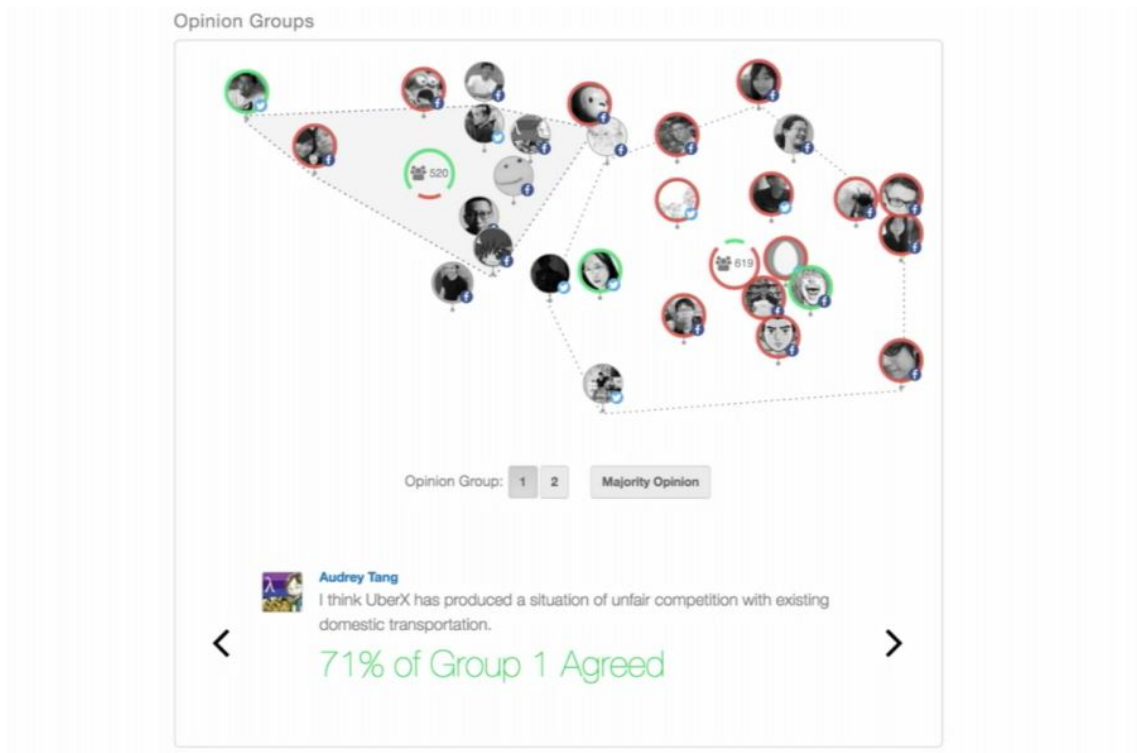 Opinion Groups
520
619
Opinion Group: 1 2 Majority Opinion
Audrey Tang
I think UberX has produced a situation of unfair competition with existing
domestic transportation.
71% of Group 1 Agreed